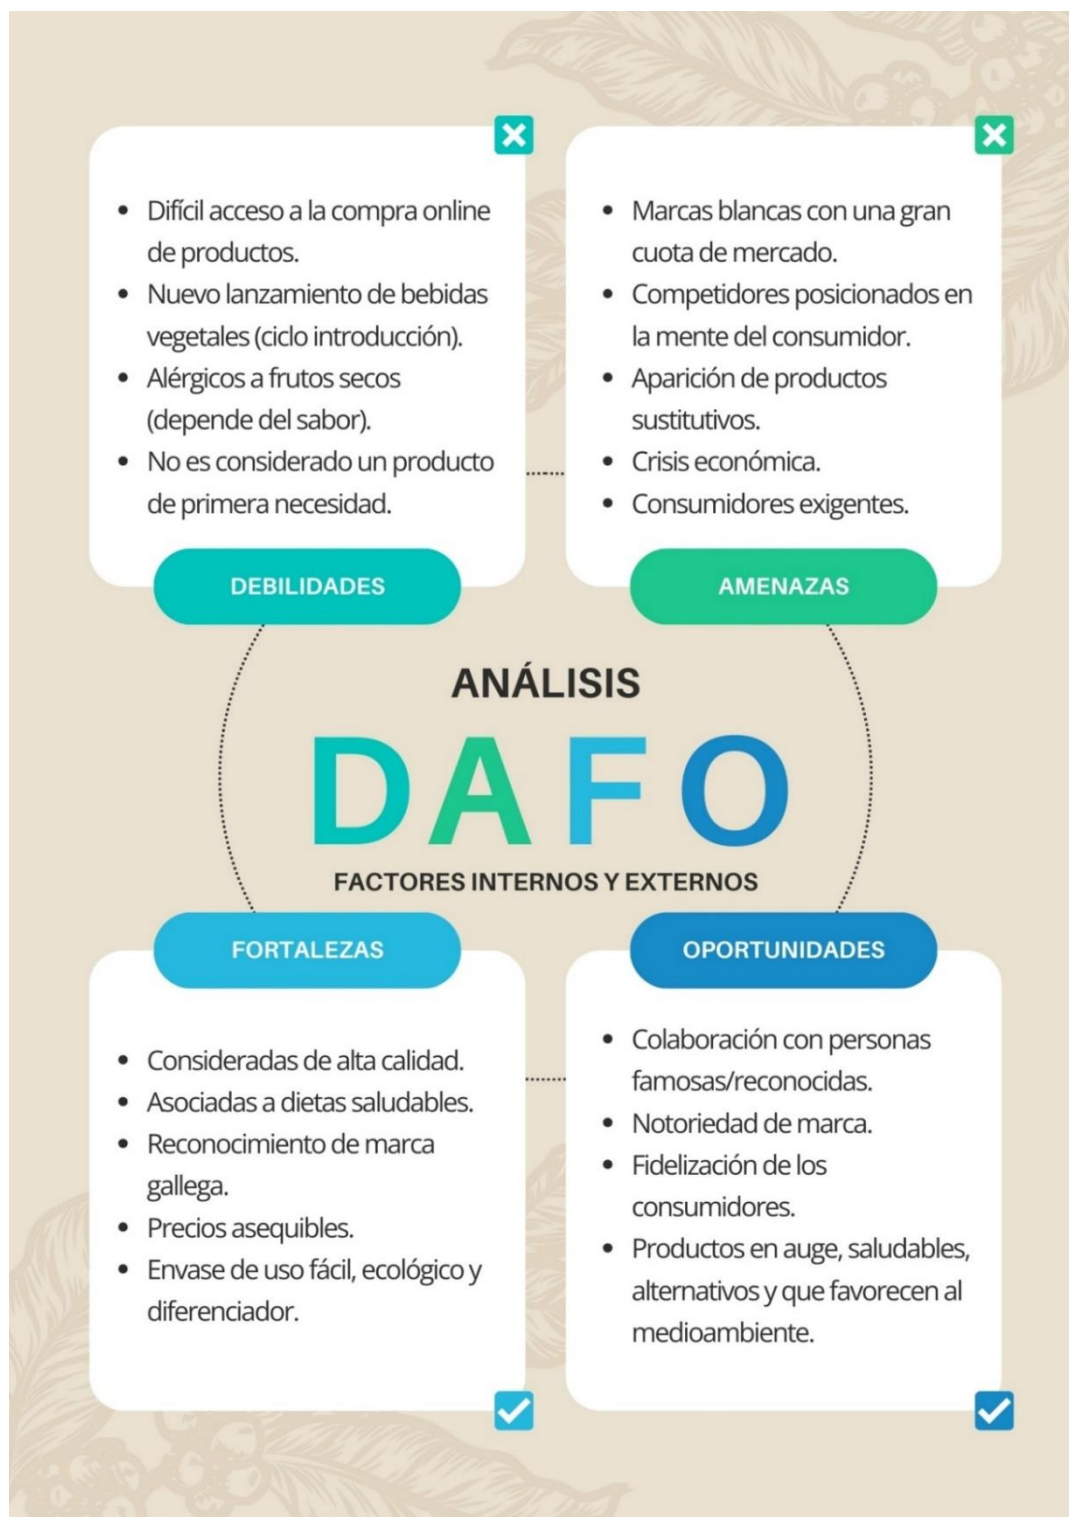 • Difícil acceso a la compra online
de productos.
• Nuevo lanzamiento de bebidas
vegetales (ciclo introducción).
• Alérgicos a frutos secos
(depende del sabor).
• No es considerado un producto
de primera necesidad.
DEBILIDADES
• Marcas blancas con una gran
cuota de mercado.
• Competidores posicionados en
la mente del consumidor.
• Aparición de productos
sustitutivos.
• Crisis económica.
• Consumidores exigentes.
AMENAZAS
ANÁLISIS
DAFO
FACTORES INTERNOS Y EXTERNOS
FORTALEZAS
• Consideradas de alta calidad.
• Asociadas a dietas saludables.
• Reconocimiento de marca
gallega.
• Precios asequibles.
• Envase de uso fácil, ecológico y
diferenciador.
OPORTUNIDADES
• Colaboración con personas
famosas/reconocidas.
• Notoriedad de marca.
• Fidelización de los
consumidores.
• Productos en auge, saludables,
alternativos y que favorecen al
medioambiente.